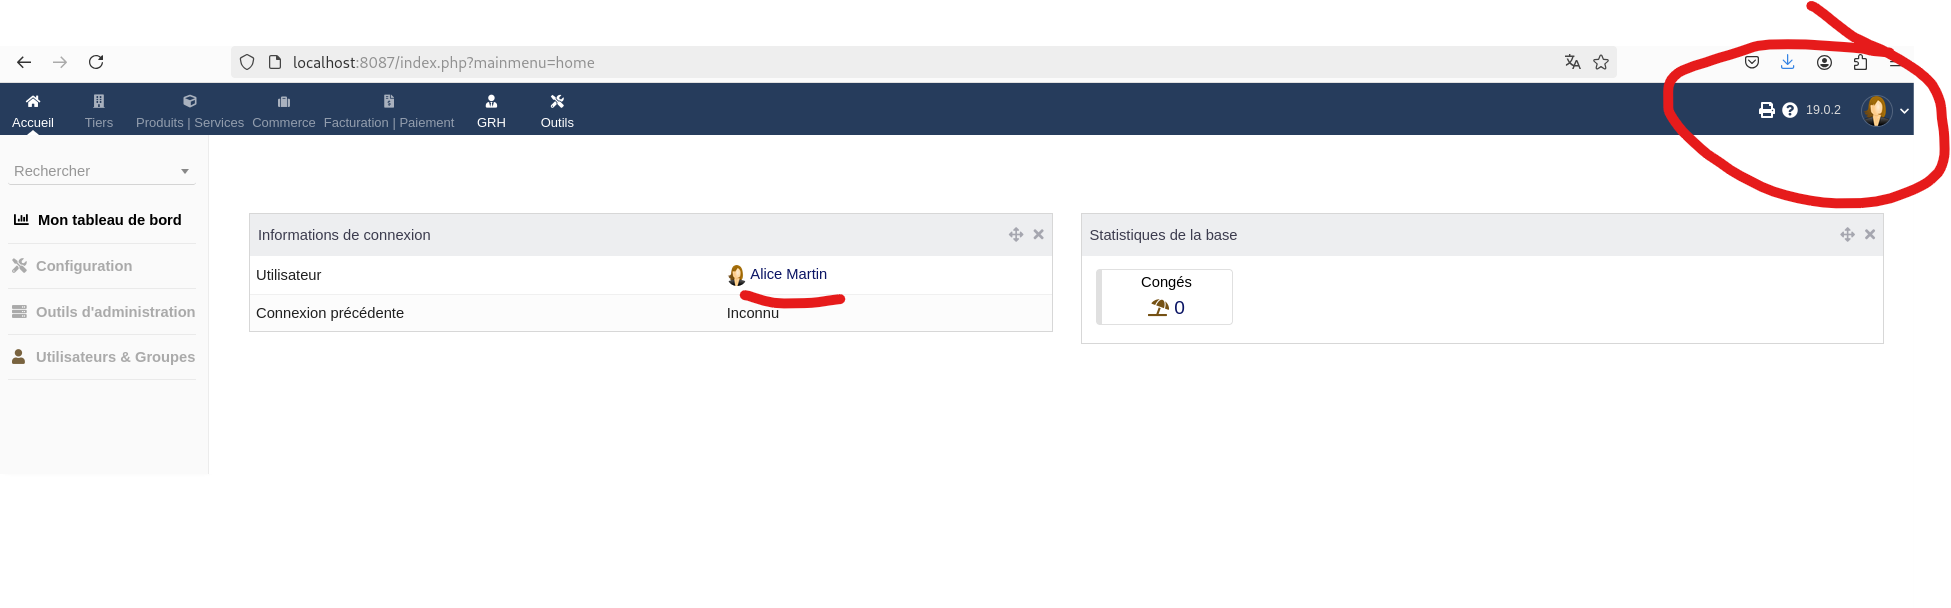 localhost:8087/index.php?mainmenu=home
Accueil Tiers Produits | Services Commerce Facturation | Paiement GRH Outils 19.0.2
Rechercher
Mon tableau de bord
Configuration
Outils d'administration
Utilisateurs & Groupes
Informations de connexion
Utilisateur Alice Martin
Connexion précédente Inconnu
Statistiques de la base
Congés
0